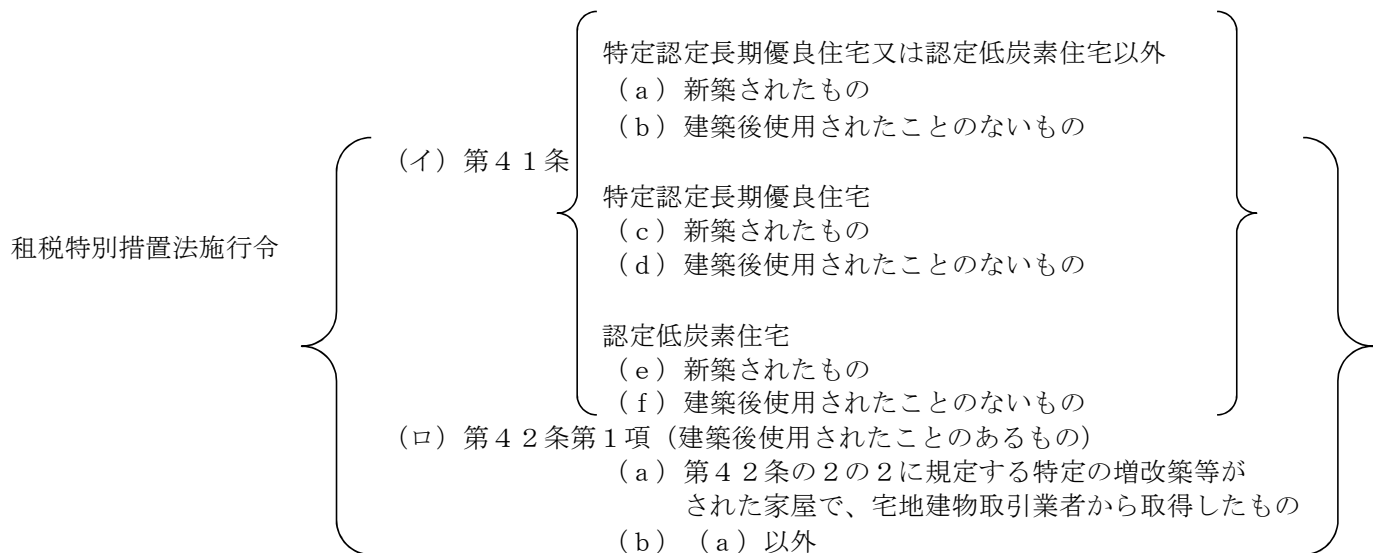 特定認定長期優良住宅又は認定低炭素住宅以外
（ａ）新築されたもの
（ｂ）建築後使用されたことのないもの
（イ）第４１条
特定認定長期優良住宅
（ｃ）新築されたもの
租税特別措置法施行令
（ｄ）建築後使用されたことのないもの
認定低炭素住宅
（ｅ）新築されたもの
（ｆ）建築後使用されたことのないもの
（ロ）第４２条第１項（建築後使用されたことのあるもの）
（ａ）第４２条の２の２に規定する特定の増改築等が
された家屋で、宅地建物取引業者から取得したもの
（ｂ）（ａ）以外